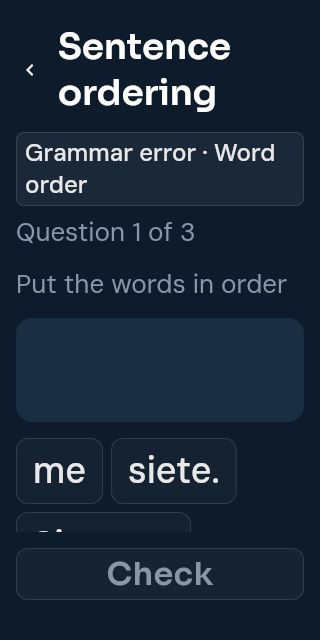 Sentence
ordering
Grammar error · Word
order
Question 1 of 3
Put the words in order
me
siete.
Check